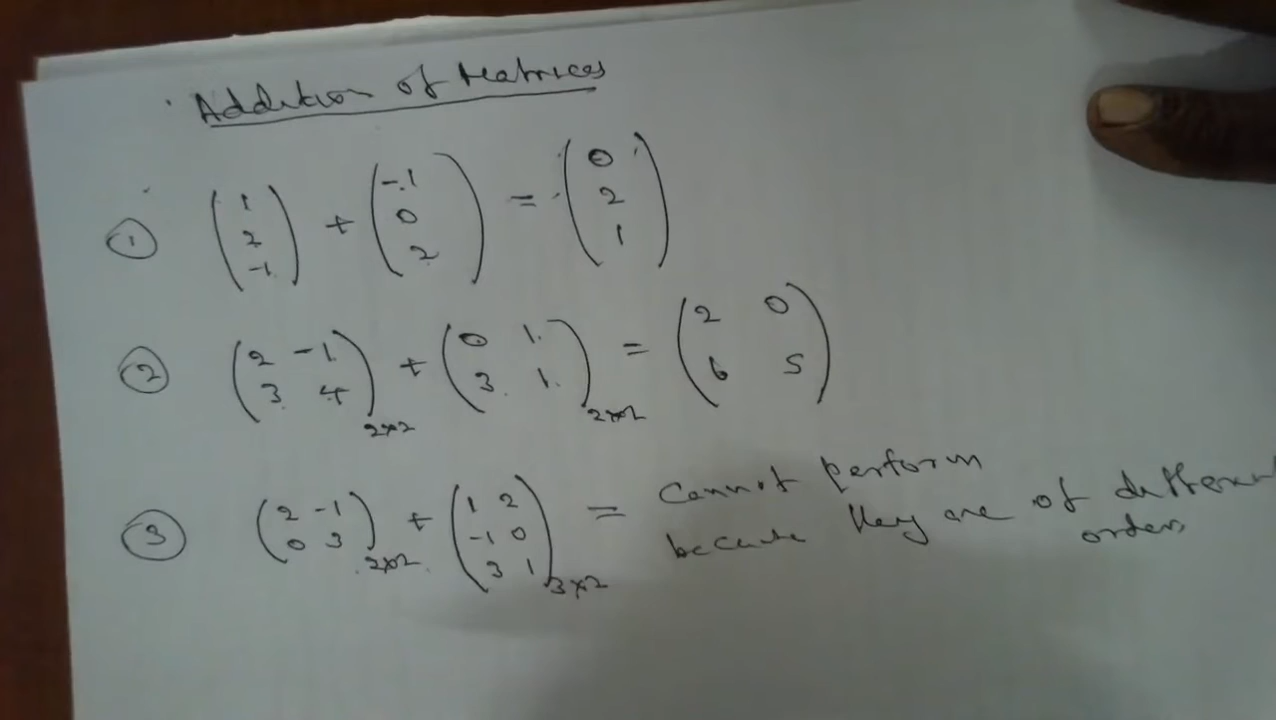 Addition of Matrices
① (1 2 -1) + (-1 0 2) = (0 2 1)
② (2 -1 3 4)2×2 + (0 1 3 1)2×2 = (2 0 6 5)
③ (2 -1 0 3)2×2 + (1 2 -1 0 3 1)3×2 = Cannot perform
because they are of different
orders